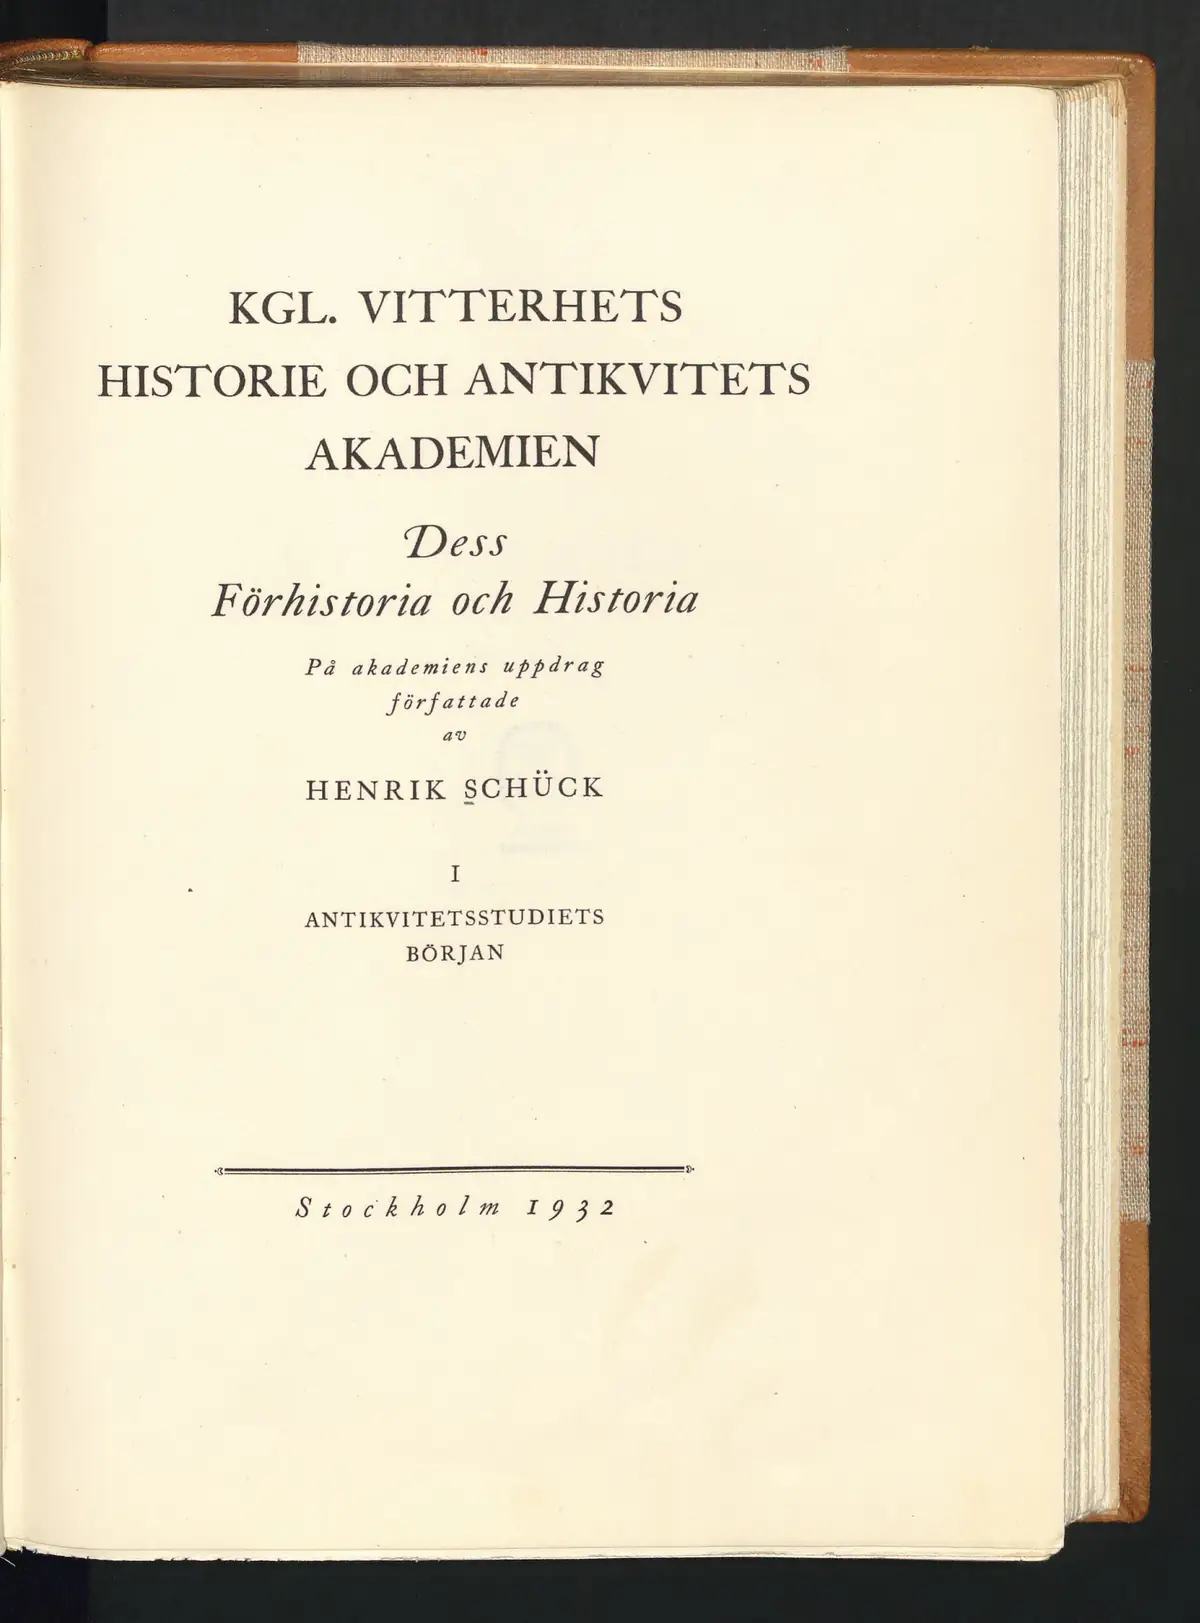 KGL. VITTERHETS
HISTORIE OCH ANTIKVITETS
AKADEMIEN
Dess
Förhistoria och Historia
På akademiens uppdrag
författade
av
HENRIK SCHÜCK
I
ANTIKVITETSSTUDIETS
BÖRJAN
Stockholm 1932